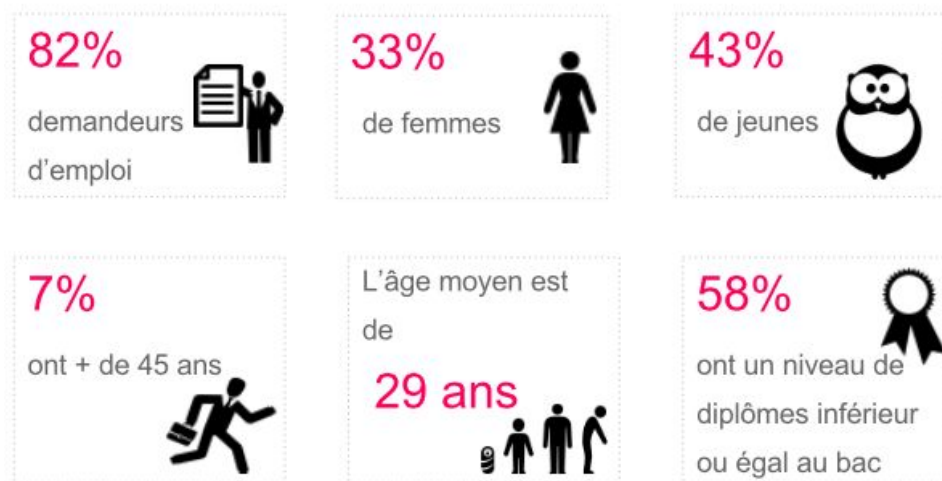 82%
demandeurs
d'emploi
33%
de femmes
43%
de jeunes
7%
ont + de 45 ans
L'âge moyen est
de
29 ans
58%
ont un niveau de
diplômes inférieur
ou égal au bac